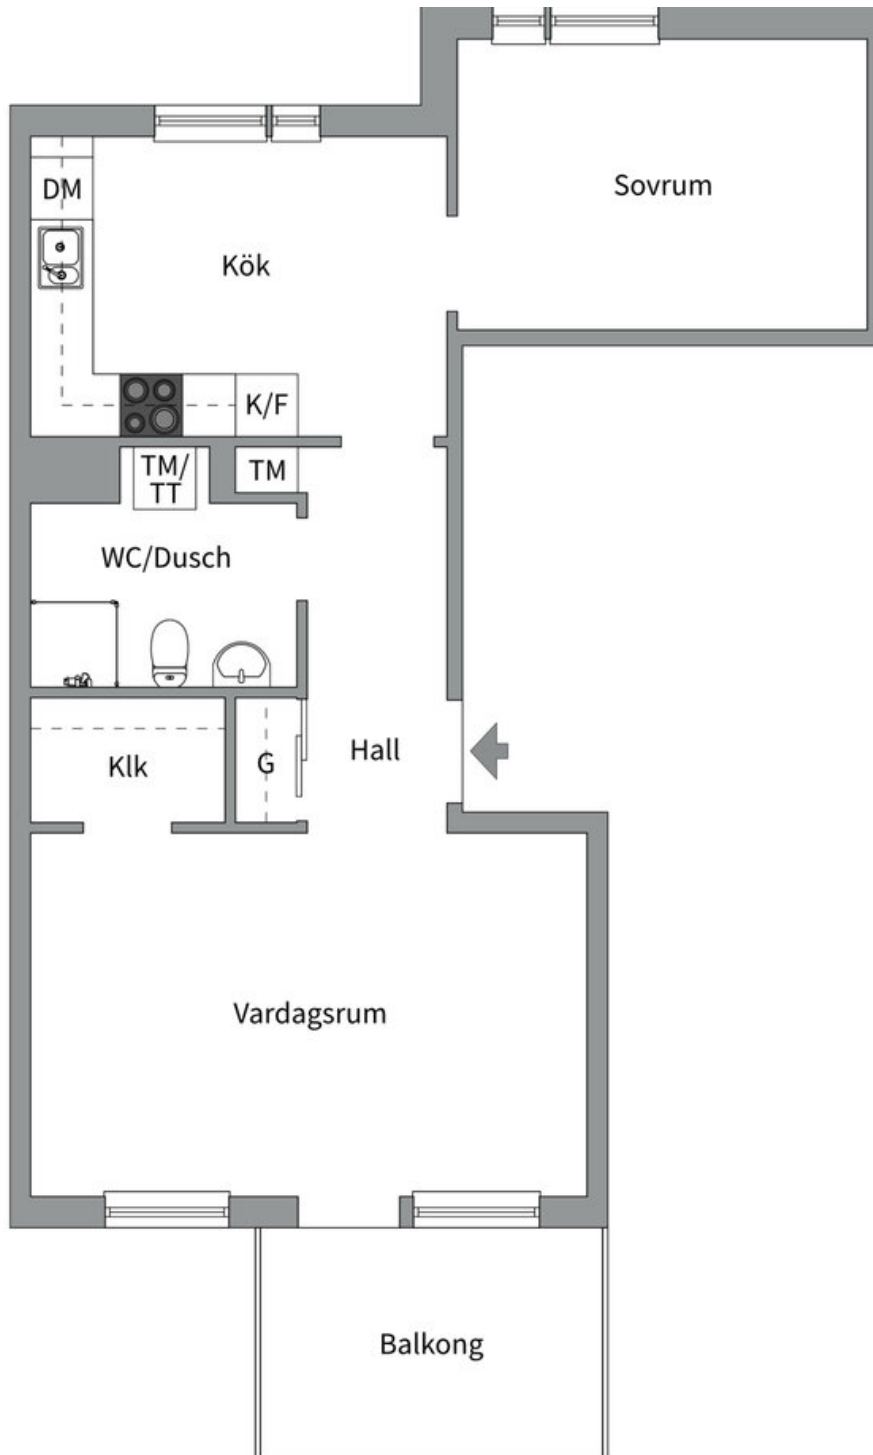 Sovrum
DM
Kök
K/F
TM/
TT
TM
WC/Dusch
Klk
G
Hall
Vardagsrum
Balkong